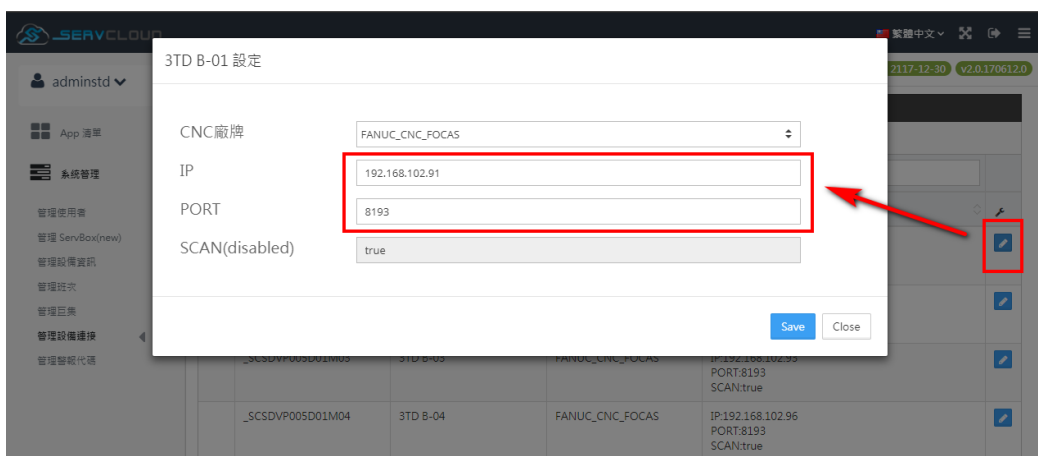 SERVCLOUD
繁體中文
adminstd
2117-12-30
v2.0.170612.0
App 清單
系統管理
管理使用者
管理 ServBox(new)
管理設備資訊
管理班次
管理巨集
管理設備連接
管理警報代碼
3TD B-01 設定
CNC廠牌
FANUC_CNC_FOCAS
IP
192.168.102.91
PORT
8193
SCAN(disabled)
true
Save
Close
_SCSDVP005D01M03
3TD B-03
FANUC_CNC_FOCAS
IP:192.168.102.93
PORT:8193
SCAN:true
_SCSDVP005D01M04
3TD B-04
FANUC_CNC_FOCAS
IP:192.168.102.96
PORT:8193
SCAN:true